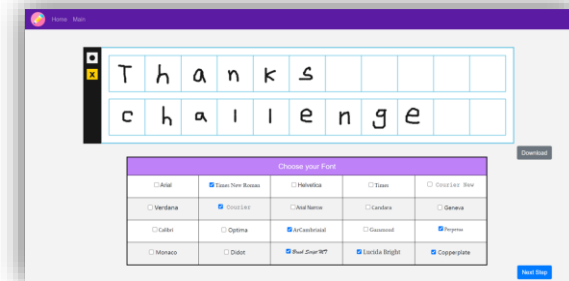 Home Main
X
T h a n k s
c h a l l e n g e
Download
Choose your Font
Arial Times New Roman Helvetica Times Courier New
Verdana Courier Arial Narrow Candara Geneva
Calibri Optima Garamond Perpetua
Monaco Didot Brush Script MT Lucida Bright Copperplate
Next Step